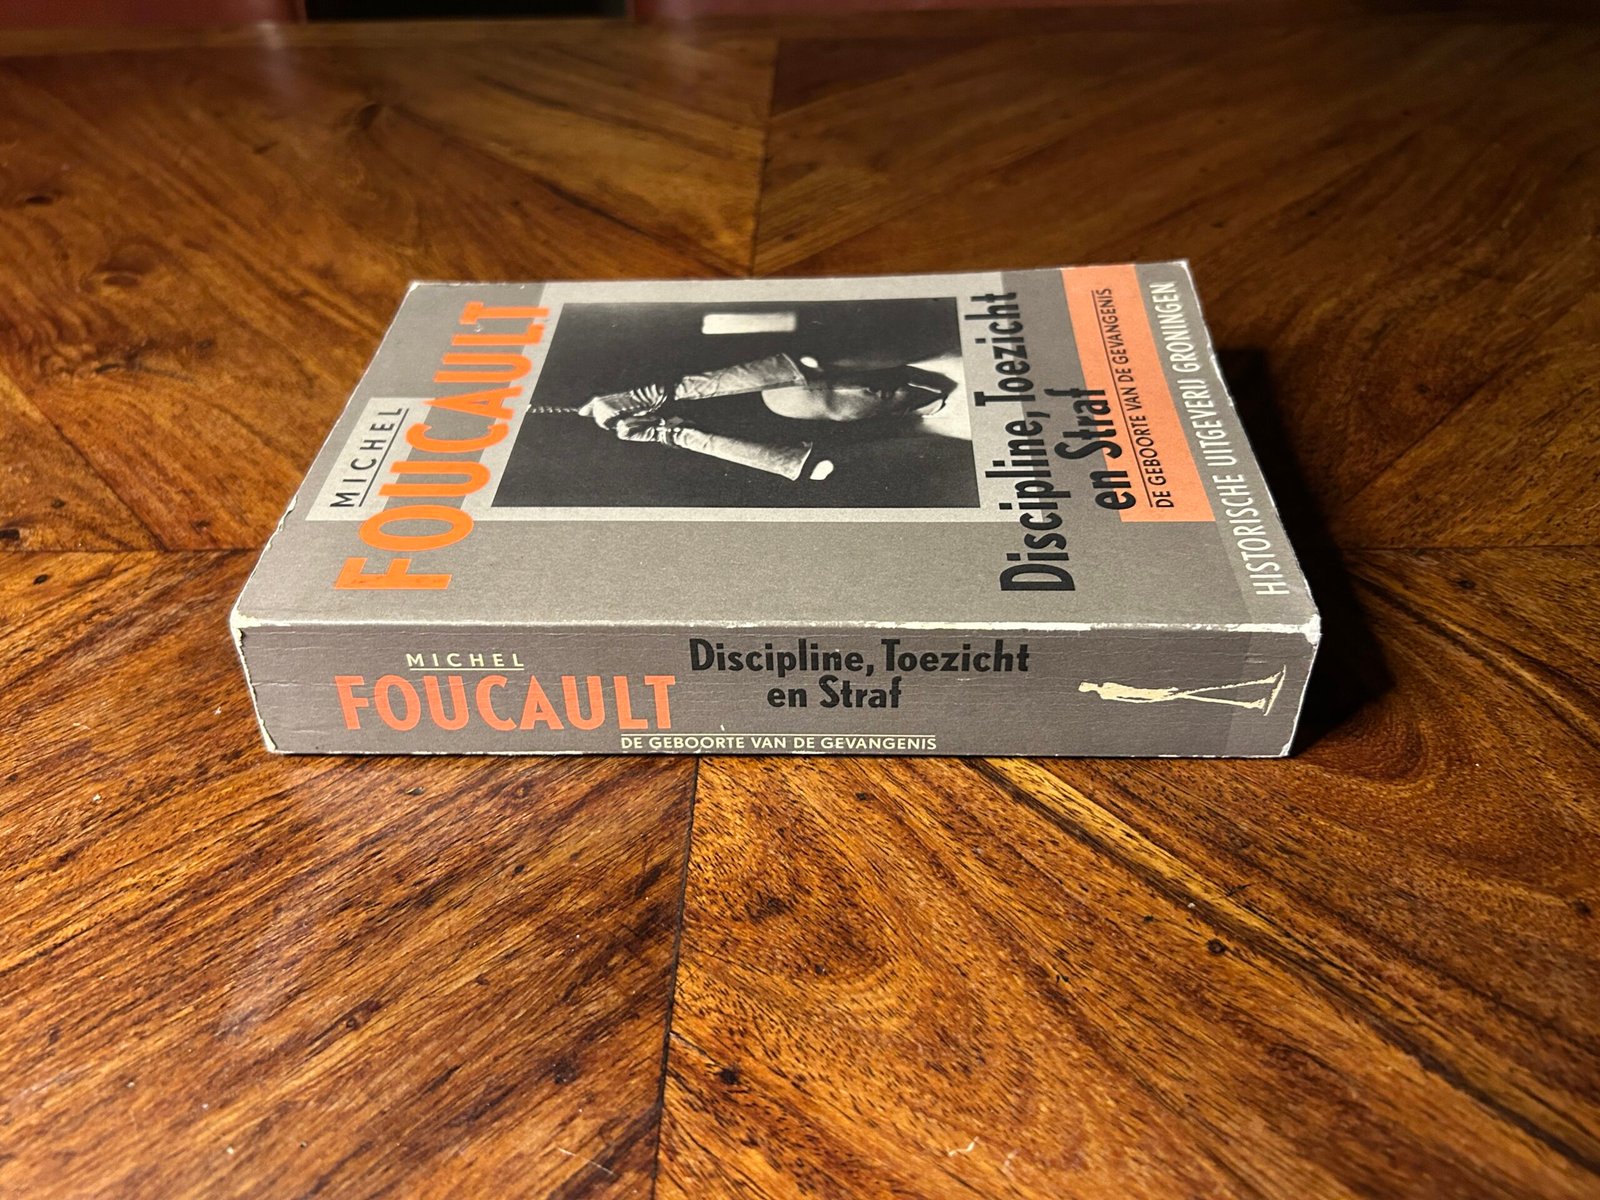 MICHEL
FOUCAULT
Discipline, Toezicht
en Straf
DE GEBOORTE VAN DE GEVANGENIS
HISTORISCHE UITGEVERIJ GRONINGEN
MICHEL
FOUCAULT
Discipline, Toezicht
en Straf
DE GEBOORTE VAN DE GEVANGENIS